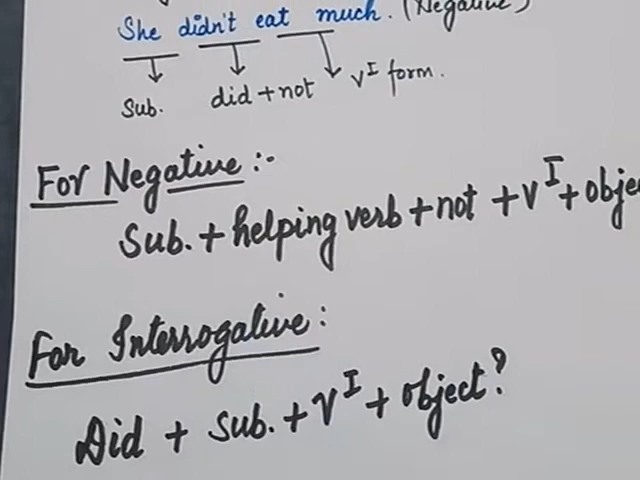 She didn't eat much. (Negative)
Sub. did + not V I form.
For Negative :-
Sub. + helping verb + not + V I + obje
For Interrogative :
Did + sub. + V I + object?